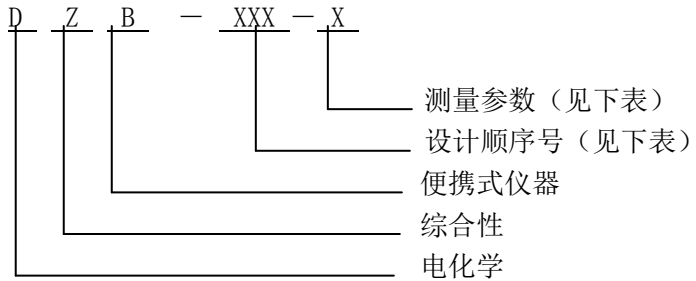 D Z B － XXX－X
测量参数（见下表）
设计顺序号（见下表）
便携式仪器
综合性
电化学